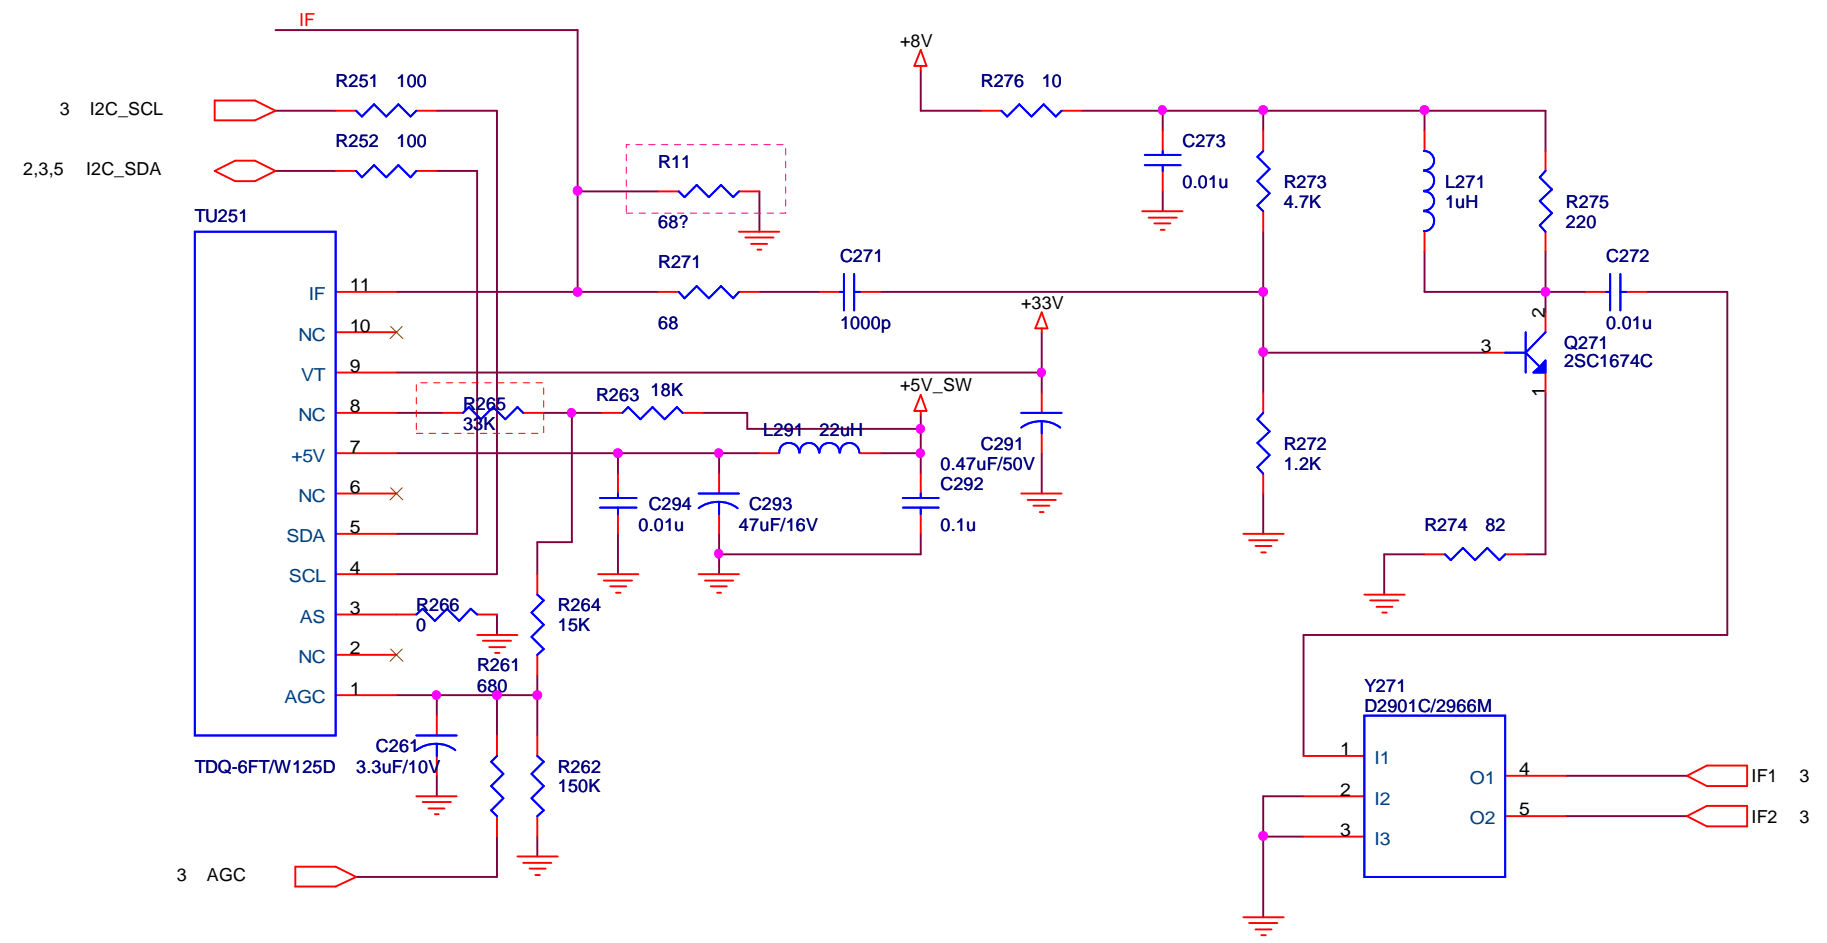 IF
+8V
R251 100
R276 10
3 I2C_SCL
R252 100
C273
0.01u
2,3,5 I2C_SDA
R11
68?
R273
4.7K
L271
1uH
R275
220
TU251
R271
68
C271
1000p
C272
0.01u
+33V
IF 11
NC 10
VT 9
NC 8
+5V 7
NC 6
SDA 5
SCL 4
AS 3
NC 2
AGC 1
2
3
1
Q271
2SC1674C
R265
33K
R263 18K
+5V_SW
L291 22uH
C291
0.47uF/50V
C292
0.1u
R272
1.2K
C294
0.01u
C293
47uF/16V
R274 82
R266
0
R264
15K
R261
680
C261
3.3uF/10V
R262
150K
TDQ-6FT/W125D
Y271
D2901C/2966M
1 I1
2 I2
3 I3
O1 4
O2 5
IF1 3
IF2 3
3 AGC